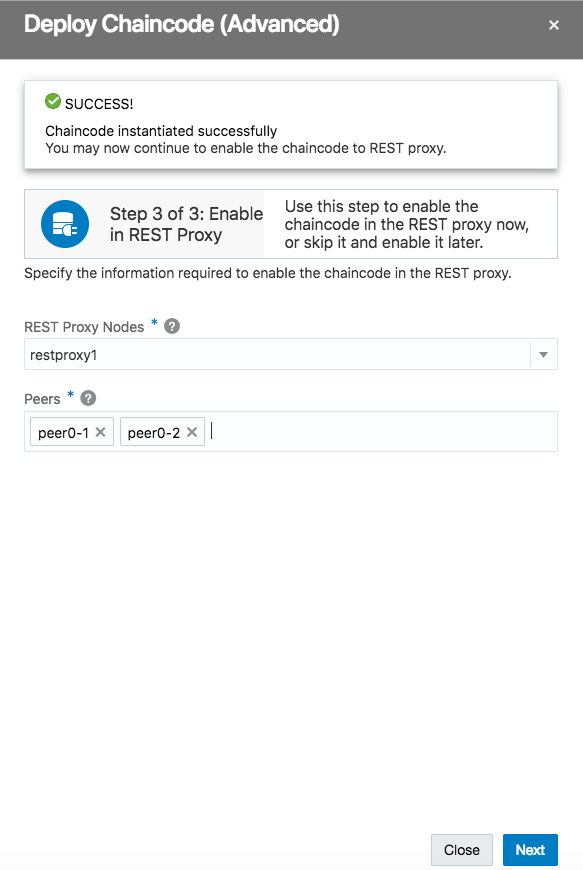 Deploy Chaincode (Advanced)
SUCCESS!
Chaincode instantiated successfully
You may now continue to enable the chaincode to REST proxy.
Step 3 of 3: Enable
in REST Proxy
Use this step to enable the
chaincode in the REST proxy now,
or skip it and enable it later.
Specify the information required to enable the chaincode in the REST proxy.
REST Proxy Nodes * ?
restproxy1
Peers * ?
peer0-1 × peer0-2 ×
Close Next